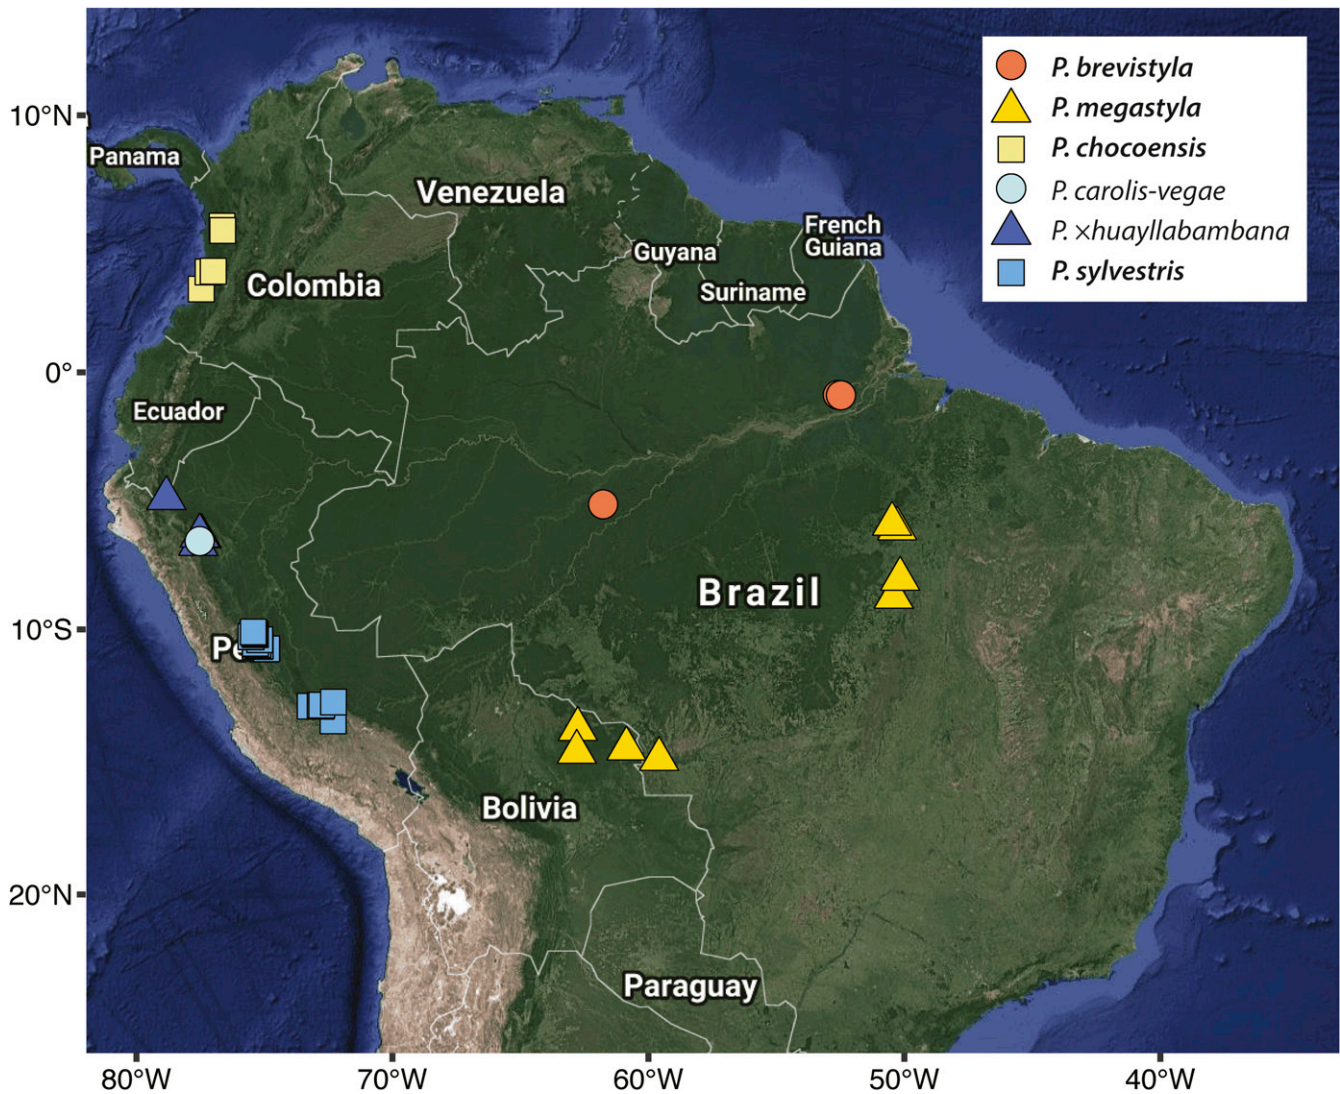 P. brevistyla
P. megastyla
P. chocoensis
P. carolis-vegae
P. ×huayllabambana
P. sylvestris
10°N
0°
10°S
20°N
Panama
Venezuela
Guyana
French
Guiana
Suriname
Colombia
Ecuador
Brazil
Pe
Bolivia
Paraguay
80°W
70°W
60°W
50°W
40°W